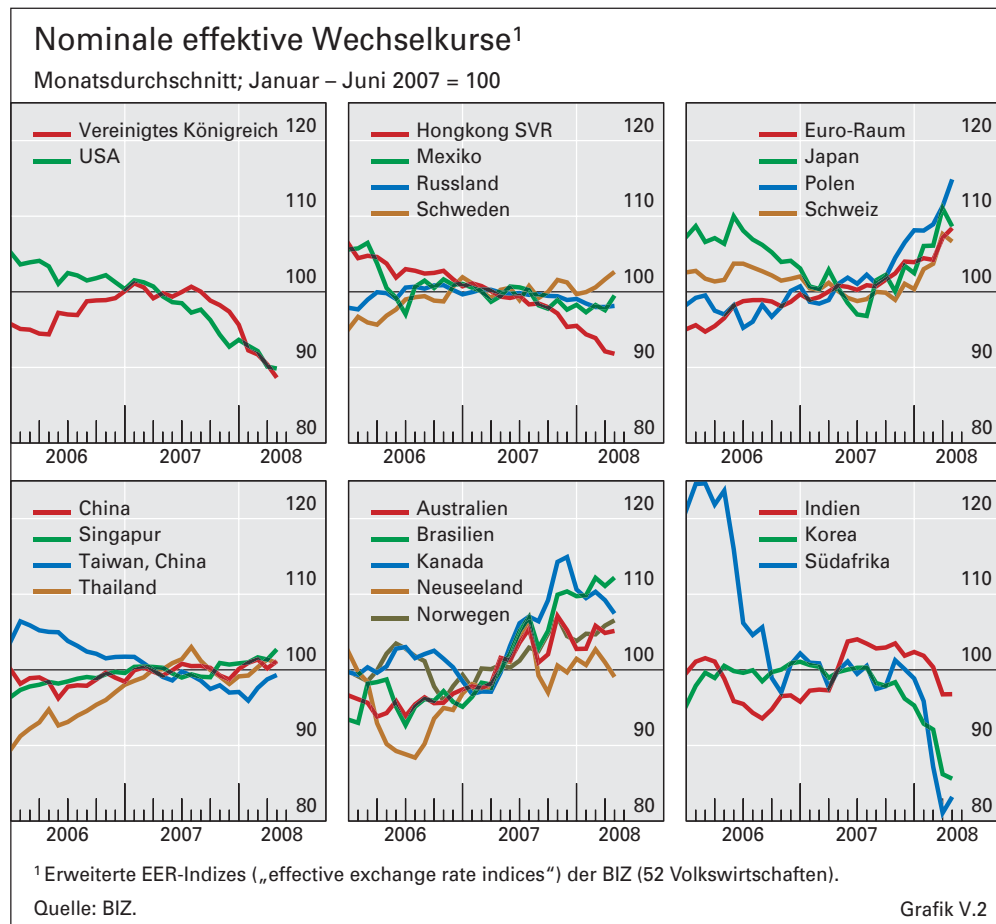 Nominale effektive Wechselkurse¹
Monatsdurchschnitt; Januar – Juni 2007 = 100
Vereinigtes Königreich
USA
120
110
100
90
80
2006
2007
2008
Hongkong SVR
Mexiko
Russland
Schweden
120
110
100
90
80
2006
2007
2008
Euro-Raum
Japan
Polen
Schweiz
120
110
100
90
80
2006
2007
2008
China
Singapur
Taiwan, China
Thailand
120
110
100
90
80
2006
2007
2008
Australien
Brasilien
Kanada
Neuseeland
Norwegen
120
110
100
90
80
2006
2007
2008
Indien
Korea
Südafrika
120
110
100
90
80
2006
2007
2008
¹ Erweiterte EER-Indizes („effective exchange rate indices“) der BIZ (52 Volkswirtschaften).
Quelle: BIZ.
Grafik V.2